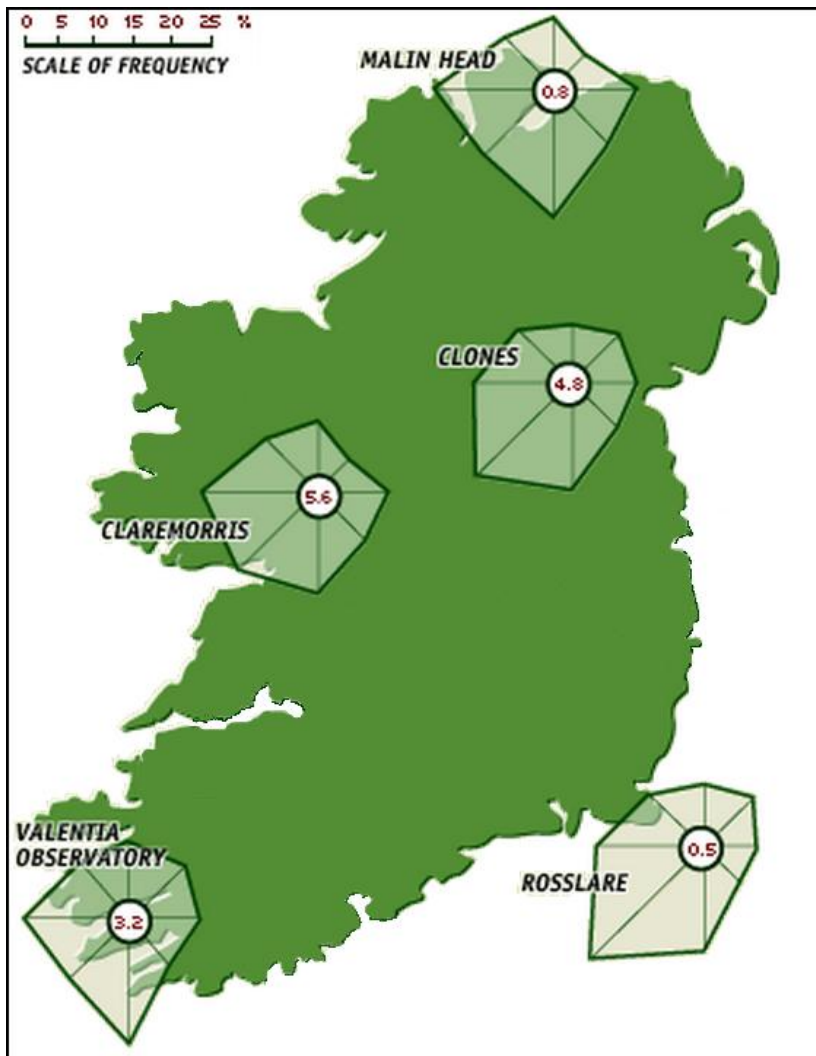 0 5 10 15 20 25 %
SCALE OF FREQUENCY
MALIN HEAD
0.8
CLONES
4.8
5.6
CLAREMORRIS
VALENTIA
OBSERVATORY
ROSSLARE
0.5
3.2